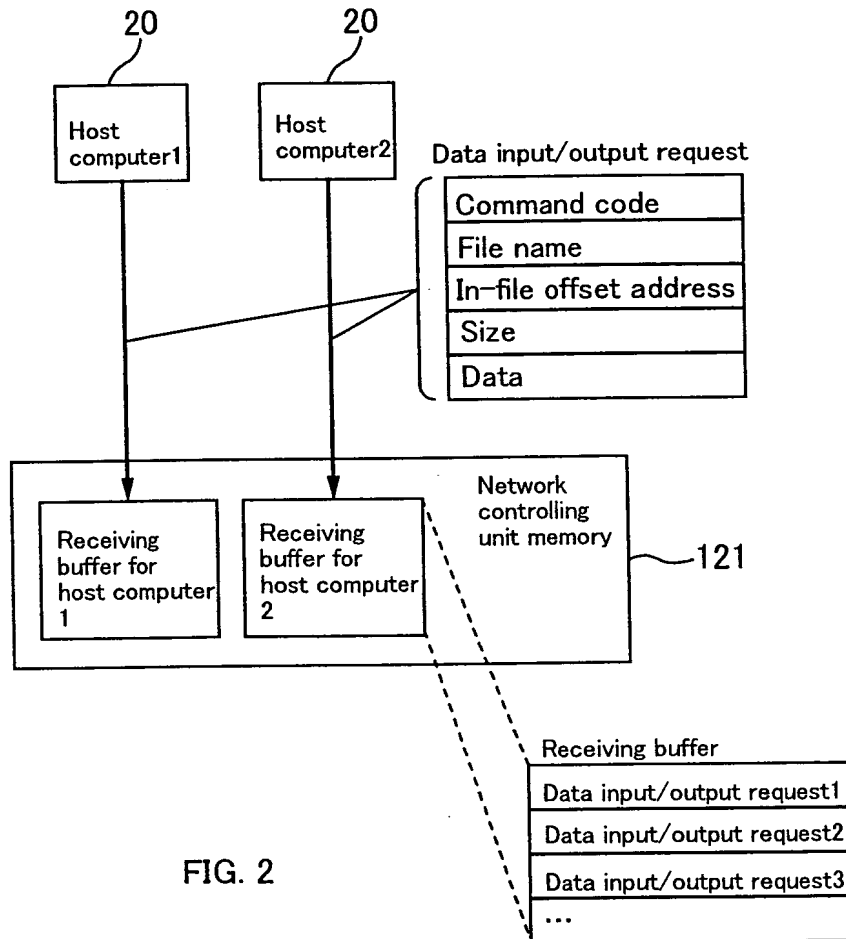 20
20
Host
computer1
Host
computer2
Data input/output request
Command code
File name
In-file offset address
Size
Data
Network
controlling
unit memory
Receiving
buffer for
host computer
1
Receiving
buffer for
host computer
2
121
Receiving buffer
Data input/output request1
Data input/output request2
Data input/output request3
...
FIG. 2